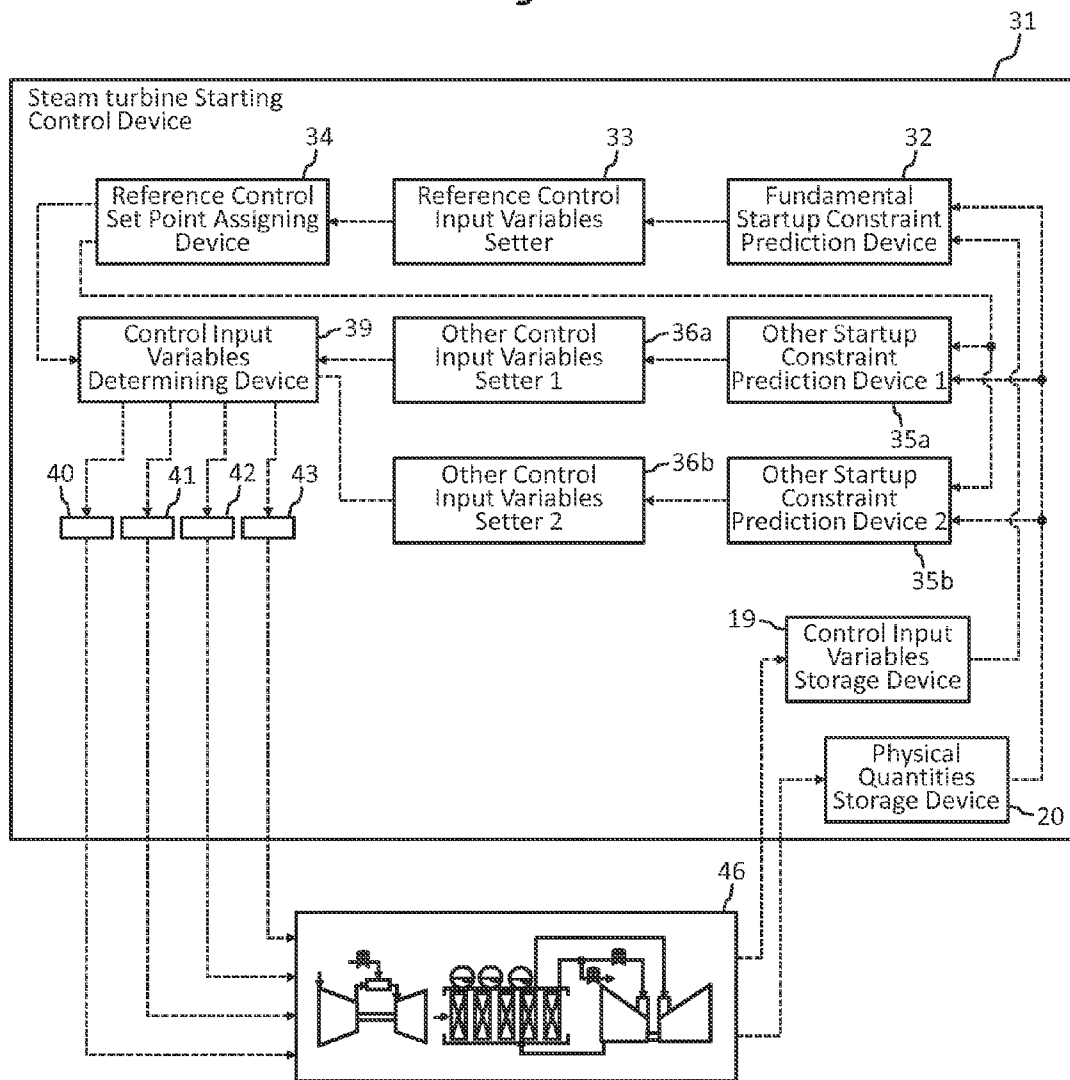 31
Steam turbine Starting
Control Device
34
33
32
Reference Control
Set Point Assigning
Device
Reference Control
Input Variables
Setter
Fundamental
Startup Constraint
Prediction Device
Control Input
Variables
Determining Device
39
Other Control
Input Variables
Setter 1
36a
Other Startup
Constraint
Prediction Device 1
35a
40
41
42
43
Other Control
Input Variables
Setter 2
36b
Other Startup
Constraint
Prediction Device 2
35b
19
Control Input
Variables
Storage Device
Physical
Quantities
Storage Device
20
46